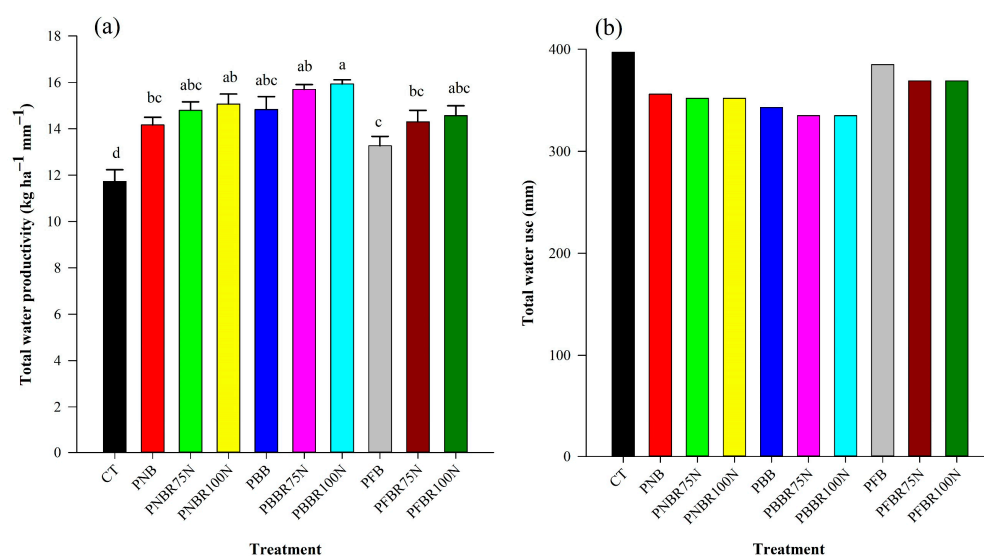 (a)
Total water productivity (kg ha−1 mm−1)
18
16
14
12
10
8
6
4
2
0
d
bc
abc
ab
abc
ab
a
c
bc
abc
CT
PNB
PNBR75N
PNBR100N
PBB
PBBR75N
PBBR100N
PFB
PFBR75N
PFBR100N
Treatment
(b)
Total water use (mm)
400
300
200
100
0
CT
PNB
PNBR75N
PNBR100N
PBB
PBBR75N
PBBR100N
PFB
PFBR75N
PFBR100N
Treatment